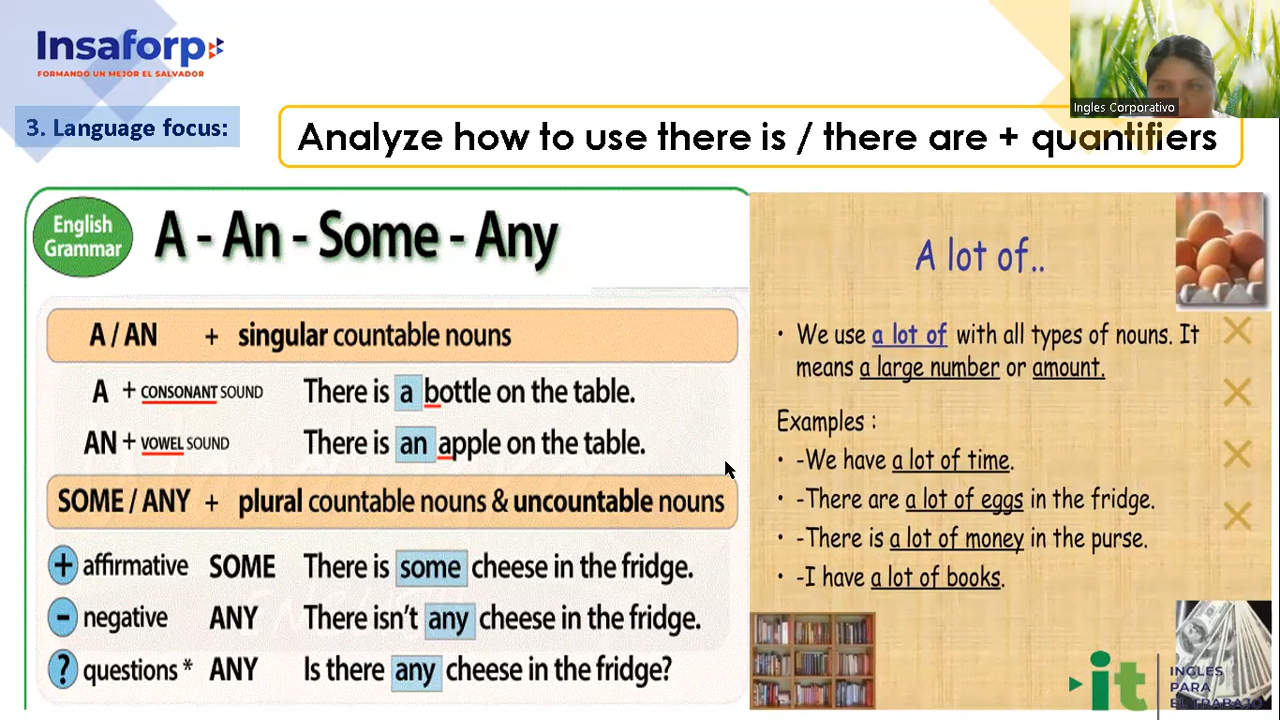 Insaforp
FORMANDO UN MEJOR EL SALVADOR
Ingles Corporativo
3. Language focus:
Analyze how to use there is / there are + quantifiers
English
Grammar
A - An - Some - Any
A / AN + singular countable nouns
A + CONSONANT SOUND There is a bottle on the table.
AN + VOWEL SOUND There is an apple on the table.
SOME / ANY + plural countable nouns & uncountable nouns
+ affirmative SOME There is some cheese in the fridge.
- negative ANY There isn't any cheese in the fridge.
? questions * ANY Is there any cheese in the fridge?
A lot of..
• We use a lot of with all types of nouns. It
means a large number or amount.
Examples :
• -We have a lot of time.
• -There are a lot of eggs in the fridge.
• -There is a lot of money in the purse.
• -I have a lot of books.
it
INGLES
PARA
EL TRABAJO